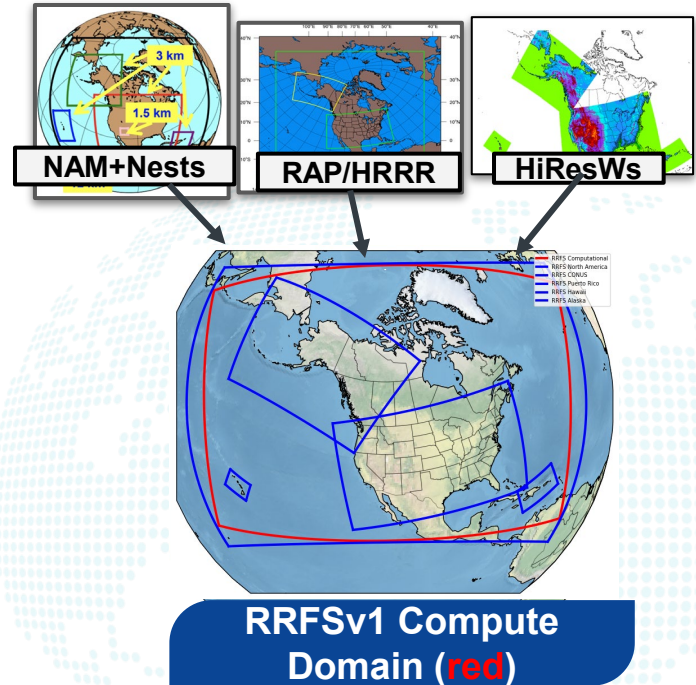 3 km
1.5 km
NAM+Nests
RAP/HRRR
HiResWs
RRFS Computational
RRFS North America
RRFS CONUS
RRFS Puerto Rico
RRFS Hawaii
RRFS Alaska
RRFSv1 Compute
Domain (red)